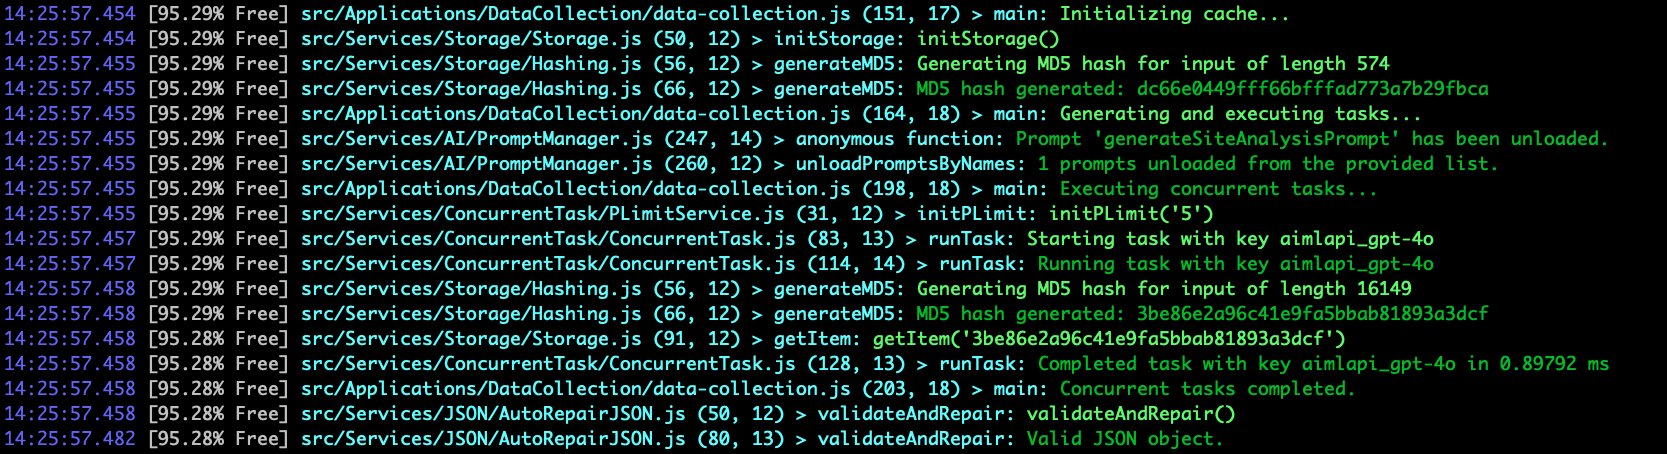 14:25:57.454 [95.29% Free] src/Applications/DataCollection/data-collection.js (151, 17) > main: Initializing cache...
14:25:57.454 [95.29% Free] src/Services/Storage/Storage.js (50, 12) > initStorage: initStorage()
14:25:57.455 [95.29% Free] src/Services/Storage/Hashing.js (56, 12) > generateMD5: Generating MD5 hash for input of length 574
14:25:57.455 [95.29% Free] src/Services/Storage/Hashing.js (66, 12) > generateMD5: MD5 hash generated: dc66e0449fff66bfffad773a7b29fbca
14:25:57.455 [95.29% Free] src/Applications/DataCollection/data-collection.js (164, 18) > main: Generating and executing tasks...
14:25:57.455 [95.29% Free] src/Services/AI/PromptManager.js (247, 14) > anonymous function: Prompt 'generateSiteAnalysisPrompt' has been unloaded.
14:25:57.455 [95.29% Free] src/Services/AI/PromptManager.js (260, 12) > unloadPromptsByNames: 1 prompts unloaded from the provided list.
14:25:57.455 [95.29% Free] src/Applications/DataCollection/data-collection.js (198, 18) > main: Executing concurrent tasks...
14:25:57.455 [95.29% Free] src/Services/ConcurrentTask/PLimitService.js (31, 12) > initPLimit: initPLimit('5')
14:25:57.457 [95.29% Free] src/Services/ConcurrentTask/ConcurrentTask.js (83, 13) > runTask: Starting task with key aimlapi_gpt-4o
14:25:57.457 [95.29% Free] src/Services/ConcurrentTask/ConcurrentTask.js (114, 14) > runTask: Running task with key aimlapi_gpt-4o
14:25:57.458 [95.29% Free] src/Services/Storage/Hashing.js (56, 12) > generateMD5: Generating MD5 hash for input of length 16149
14:25:57.458 [95.29% Free] src/Services/Storage/Hashing.js (66, 12) > generateMD5: MD5 hash generated: 3be86e2a96c41e9fa5bbab81893a3dcf
14:25:57.458 [95.28% Free] src/Services/Storage/Storage.js (91, 12) > getItem: getItem('3be86e2a96c41e9fa5bbab81893a3dcf')
14:25:57.458 [95.28% Free] src/Services/ConcurrentTask/ConcurrentTask.js (128, 13) > runTask: Completed task with key aimlapi_gpt-4o in 0.89792 ms
14:25:57.458 [95.28% Free] src/Applications/DataCollection/data-collection.js (203, 18) > main: Concurrent tasks completed.
14:25:57.458 [95.28% Free] src/Services/JSON/AutoRepairJSON.js (50, 12) > validateAndRepair: validateAndRepair()
14:25:57.482 [95.28% Free] src/Services/JSON/AutoRepairJSON.js (80, 13) > validateAndRepair: Valid JSON object.